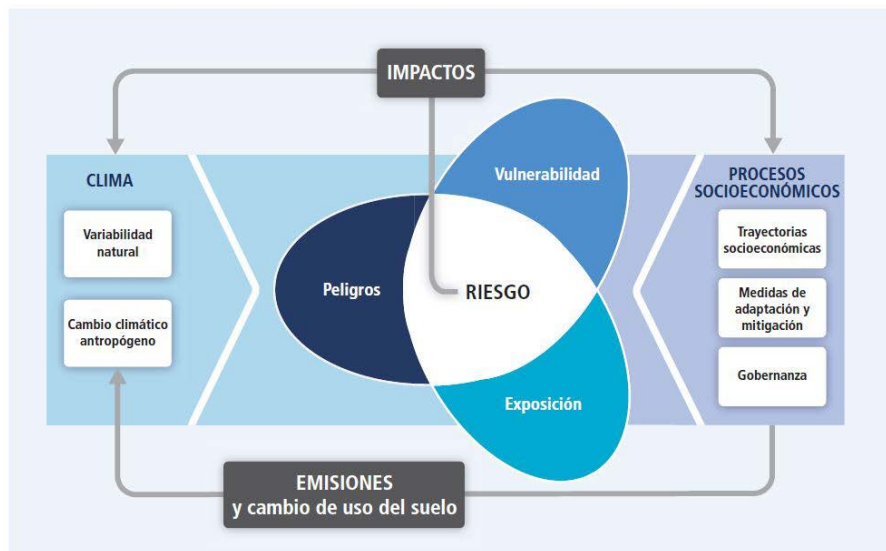 IMPACTOS
CLIMA
Variabilidad
natural
Cambio climático
antropógeno
Vulnerabilidad
Peligros
RIESGO
Exposición
PROCESOS
SOCIOECONÓMICOS
Trayectorias
socioeconómicas
Medidas de
adaptación y
mitigación
Gobernanza
EMISIONES
y cambio de uso del suelo